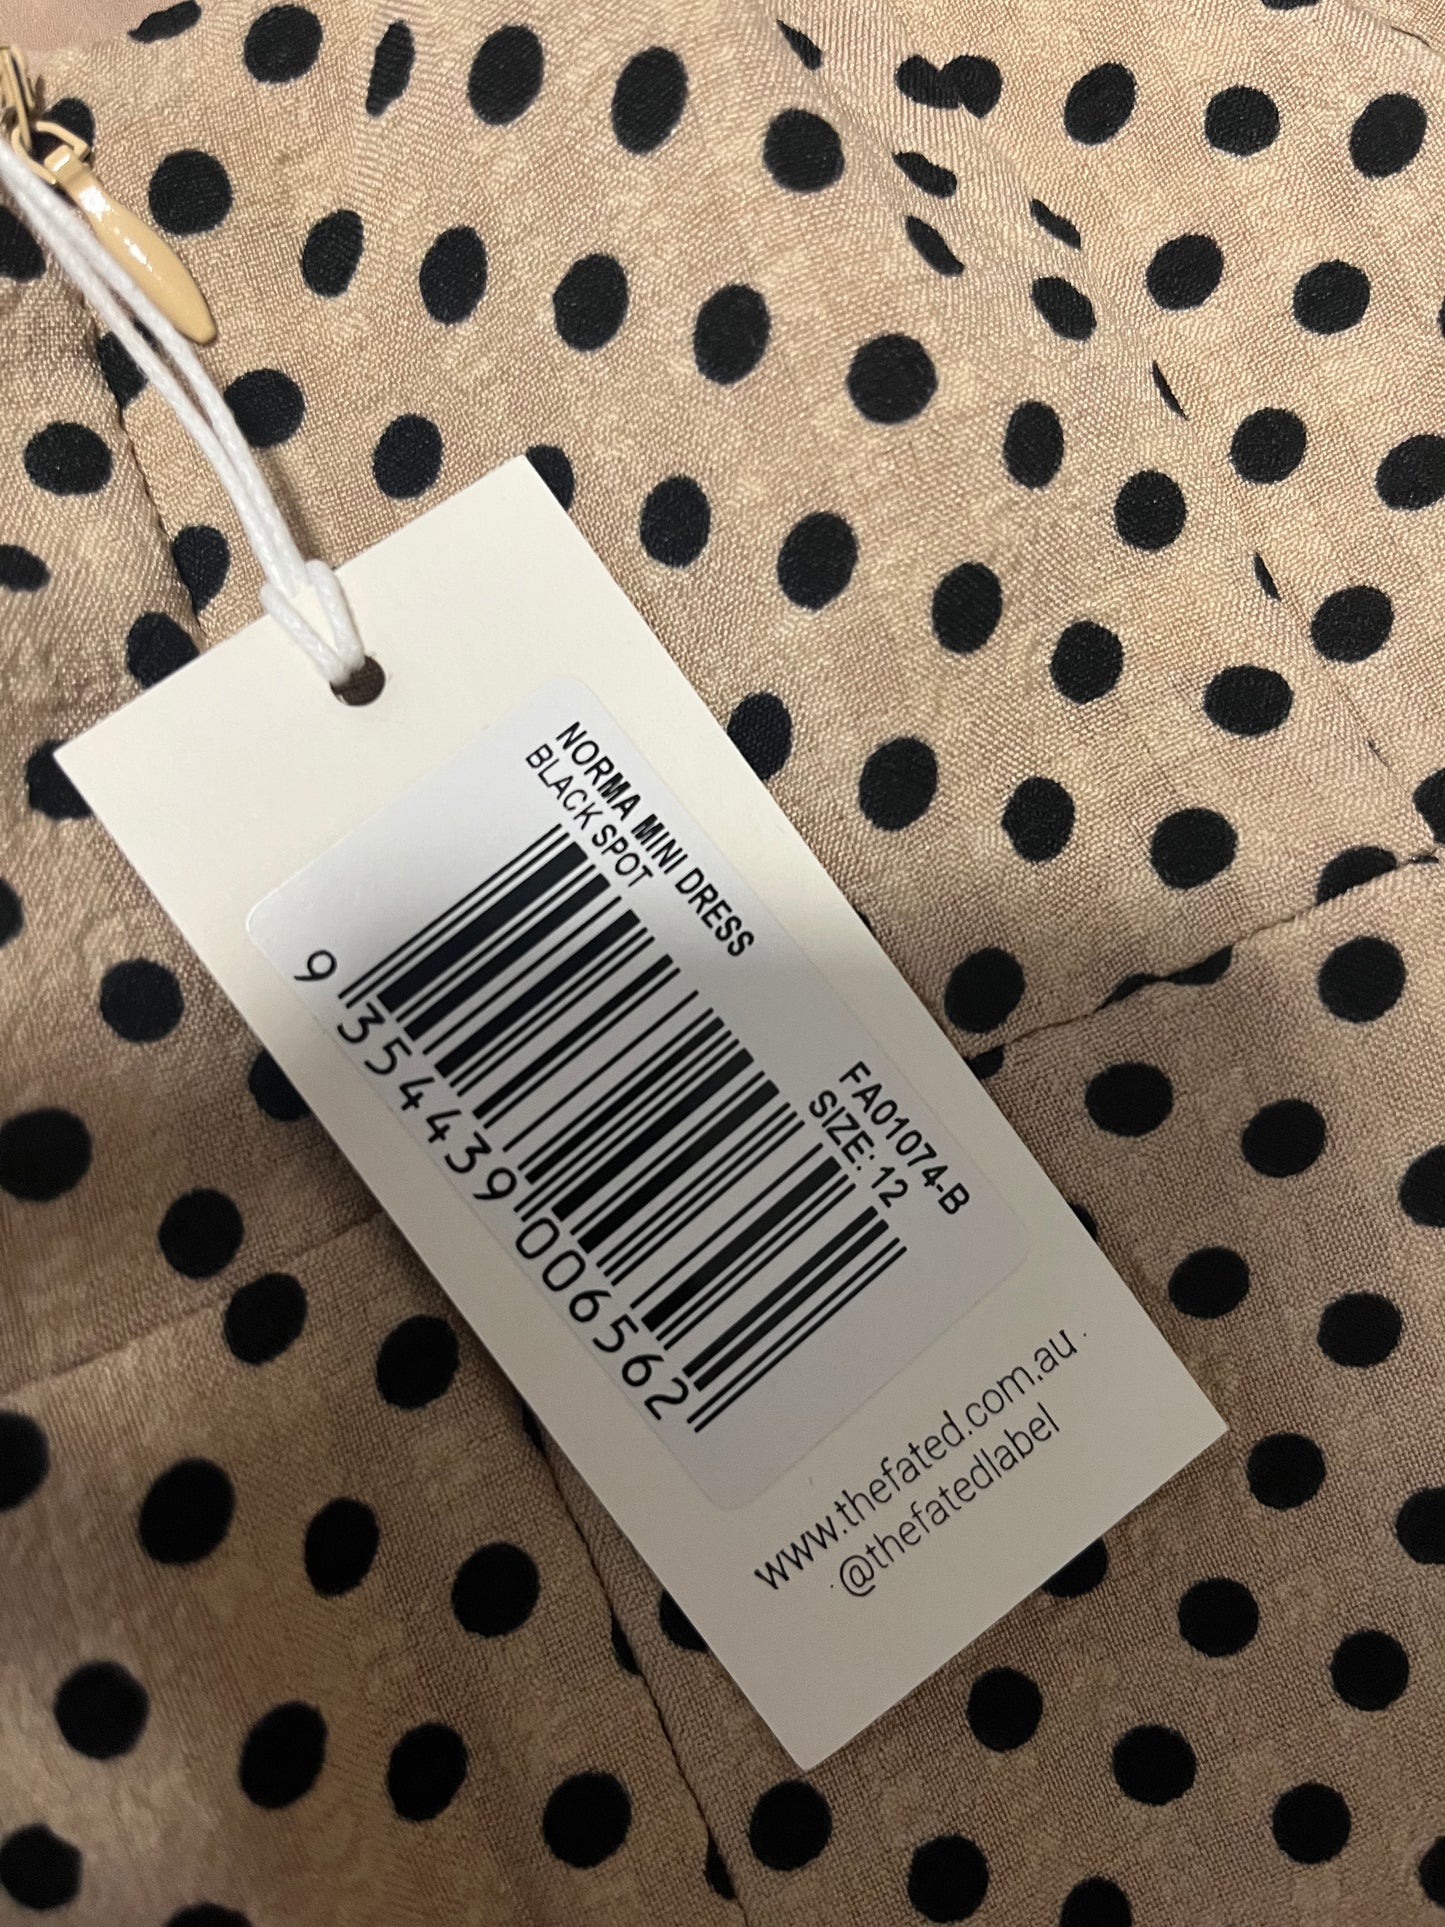 NORMA MINI DRESS
BLACK SPOT
FA01074-B
SIZE: 12
9 354439 006562
www.thefated.com.au
@thefatedlabel